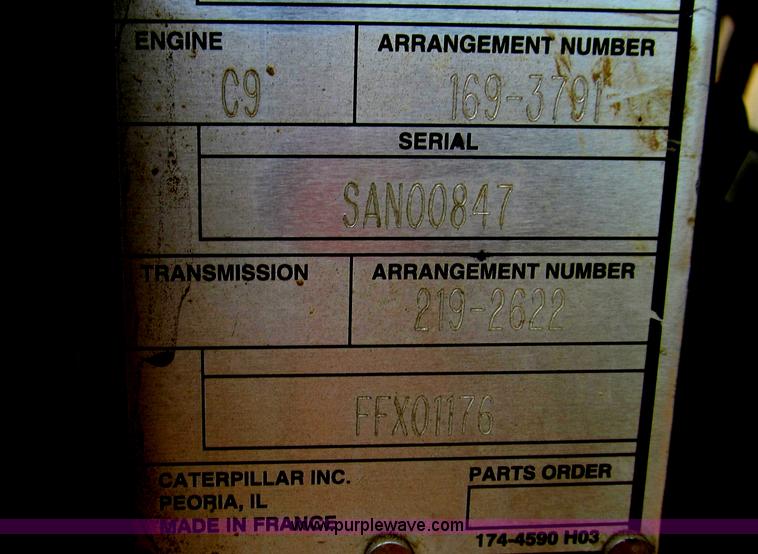 ENGINE ARRANGEMENT NUMBER
C9 169-3791
SERIAL
SAN00847
TRANSMISSION ARRANGEMENT NUMBER
219-2622
FFX01176
CATERPILLAR INC. PARTS ORDER
PEORIA, IL
MADE IN FRANCE
www.purplewave.com
174-4590 H03